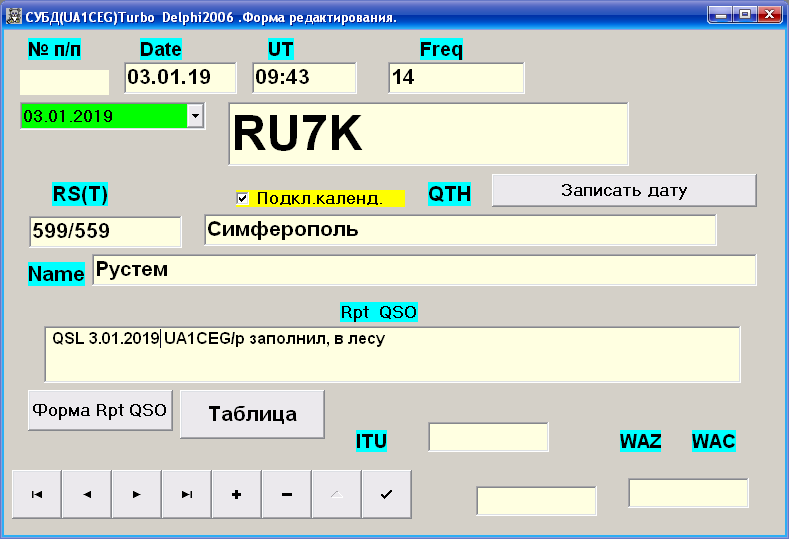 СУБД(UA1CEG)Turbo Delphi2006 .Форма редактирования.
№ п/п Date UT Freq
03.01.19 09:43 14
03.01.2019
RU7K
RS(T) Подкл.календ. QTH Записать дату
599/559 Симферополь
Name Рустем
Rpt QSO
QSL 3.01.2019 UA1CEG/p заполнил, в лесу
Форма Rpt QSO Таблица
ITU WAZ WAC